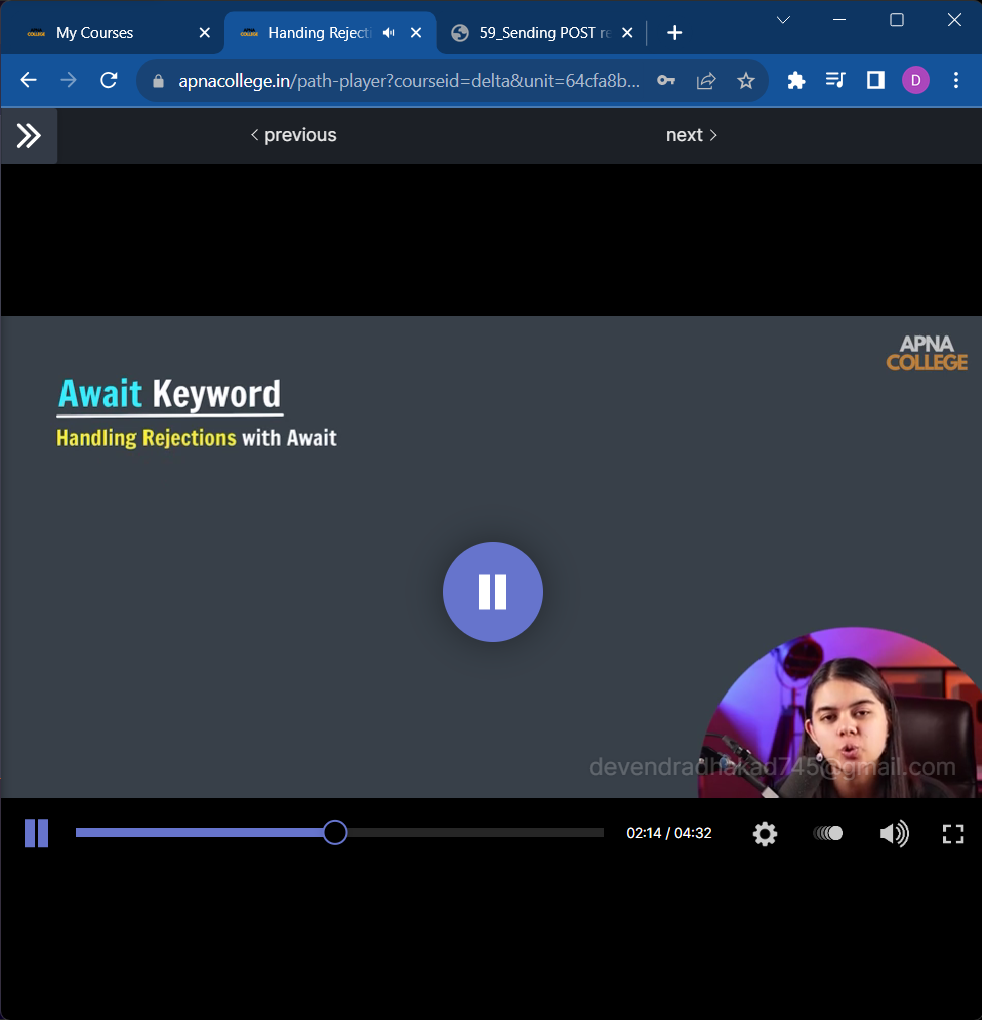 My Courses
Handing Rejecti
59_Sending POST re
apnacollege.in/path-player?courseid=delta&unit=64cfa8b...
D
previous
next
APNA
COLLEGE
Await Keyword
Handling Rejections with Await
devendradhakad745@gmail.com
02:14 / 04:32